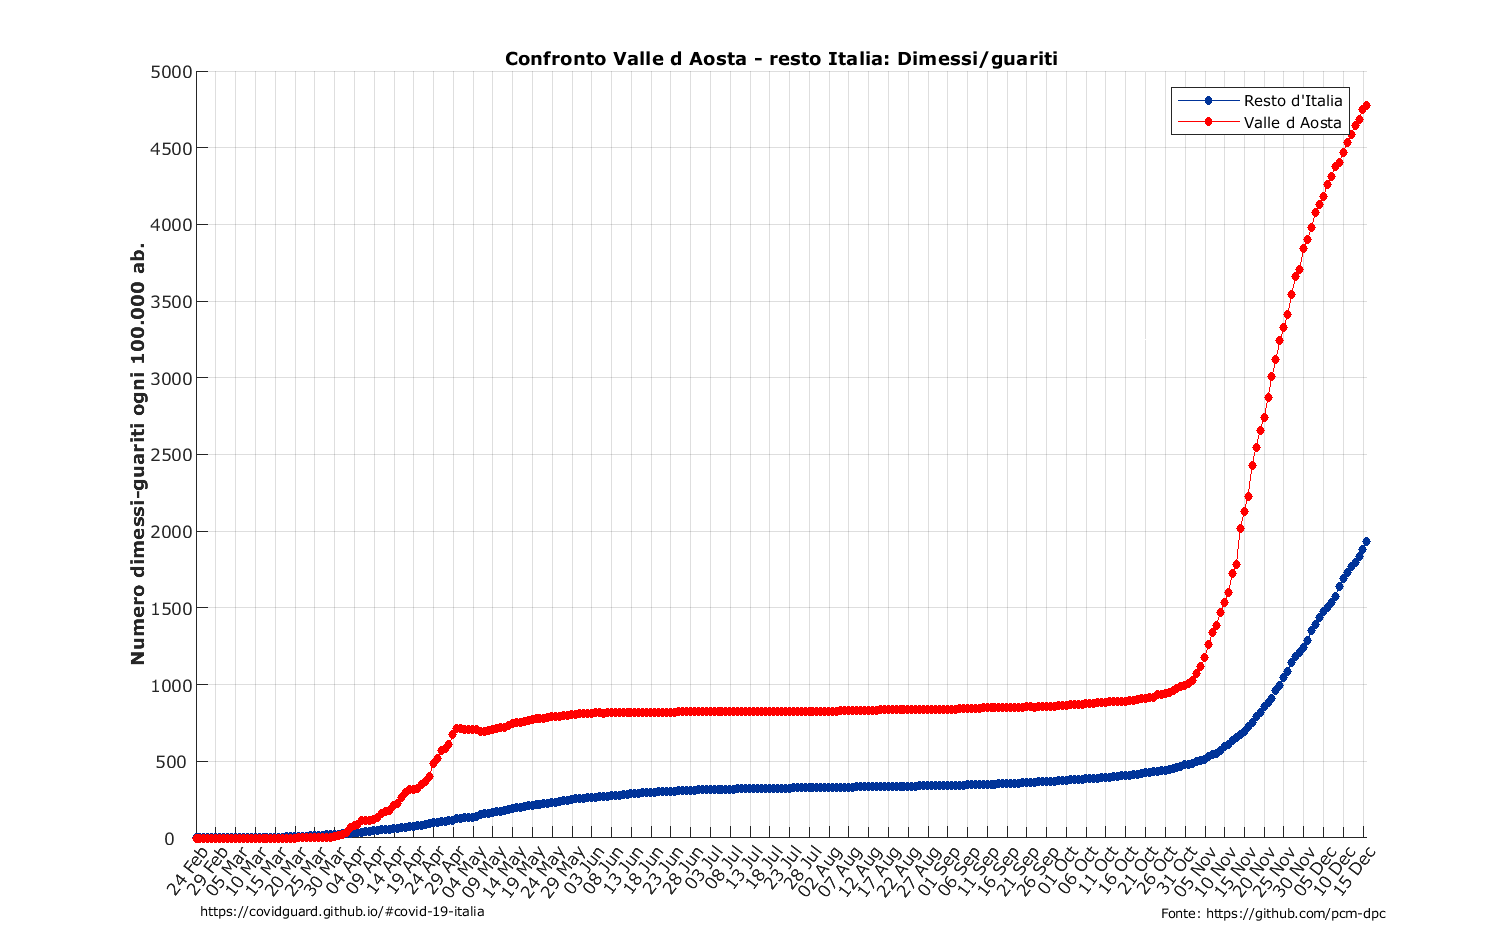 Confronto Valle d Aosta - resto Italia: Dimessi/guariti
Resto d'Italia
Valle d Aosta
Numero dimessi-guariti ogni 100.000 ab.
5000
4500
4000
3500
3000
2500
2000
1500
1000
500
0
24 Feb
29 Feb
05 Mar
10 Mar
15 Mar
20 Mar
25 Mar
30 Mar
04 Apr
09 Apr
14 Apr
19 Apr
24 Apr
29 Apr
04 May
09 May
14 May
19 May
24 May
29 May
03 Jun
08 Jun
13 Jun
18 Jun
23 Jun
28 Jun
03 Jul
08 Jul
13 Jul
18 Jul
23 Jul
28 Jul
02 Aug
07 Aug
12 Aug
17 Aug
22 Aug
27 Aug
01 Sep
06 Sep
11 Sep
16 Sep
21 Sep
26 Sep
01 Oct
06 Oct
11 Oct
16 Oct
21 Oct
26 Oct
31 Oct
05 Nov
10 Nov
15 Nov
20 Nov
25 Nov
30 Nov
05 Dec
10 Dec
15 Dec
https://covidguard.github.io/#covid-19-italia
Fonte: https://github.com/pcm-dpc